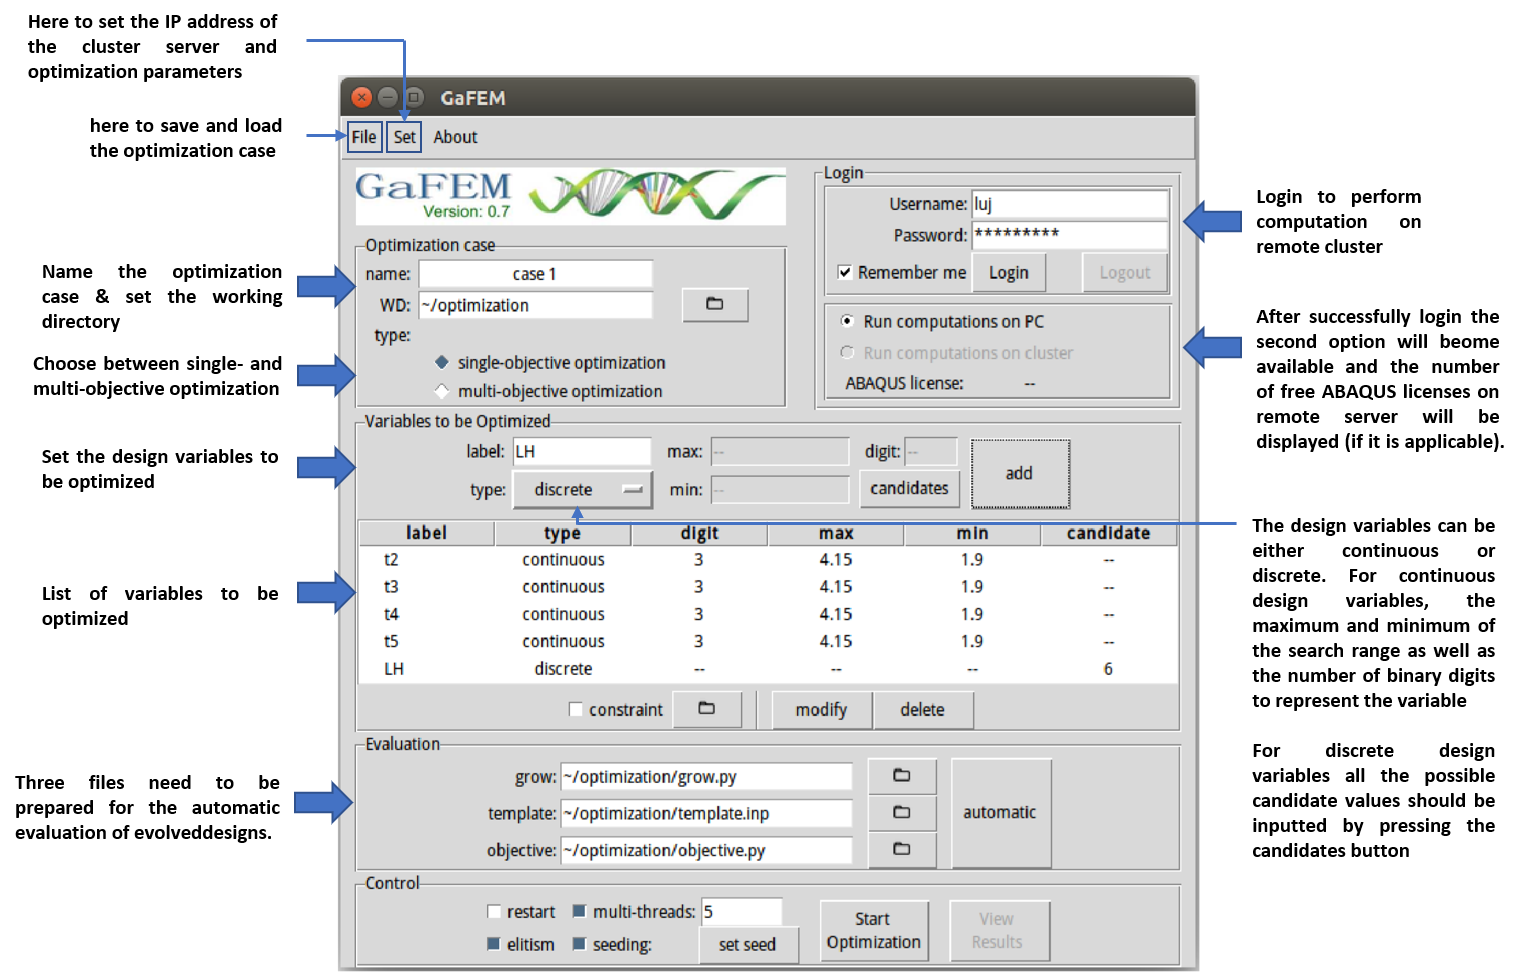 Here to set the IP address of
the cluster server and
optimization parameters
here to save and load
the optimization case
Name the optimization
case & set the working
directory
Choose between single- and
multi-objective optimization
Set the design variables to
be optimized
List of variables to be
optimized
Three files need to be
prepared for the automatic
evaluation of evolveddesigns.
GaFEM
File Set About
GaFEM
Version: 0.7
Optimization case
name: case 1
WD: ~/optimization
type:
single-objective optimization
multi-objective optimization
Login
Username: luj
Password: *********
Remember me Login Logout
Run computations on PC
Run computations on cluster
ABAQUS license: --
Variables to be Optimized
label: LH max: -- digit: --
type: discrete min: -- candidates add
label type digit max min candidate
t2 continuous 3 4.15 1.9 --
t3 continuous 3 4.15 1.9 --
t4 continuous 3 4.15 1.9 --
t5 continuous 3 4.15 1.9 --
LH discrete -- -- -- 6
constraint modify delete
Evaluation
grow: ~/optimization/grow.py
template: ~/optimization/template.inp automatic
objective: ~/optimization/objective.py
Control
restart multi-threads: 5
elitism seeding: set seed
Start
Optimization
View
Results
Login to perform
computation on
remote cluster
After successfully login the
second option will beome
available and the number
of free ABAQUS licenses on
remote server will be
displayed (if it is applicable).
The design variables can be
either continuous or
discrete. For continuous
design variables, the
maximum and minimum of
the search range as well as
the number of binary digits
to represent the variable
For discrete design
variables all the possible
candidate values should be
inputted by pressing the
candidates button